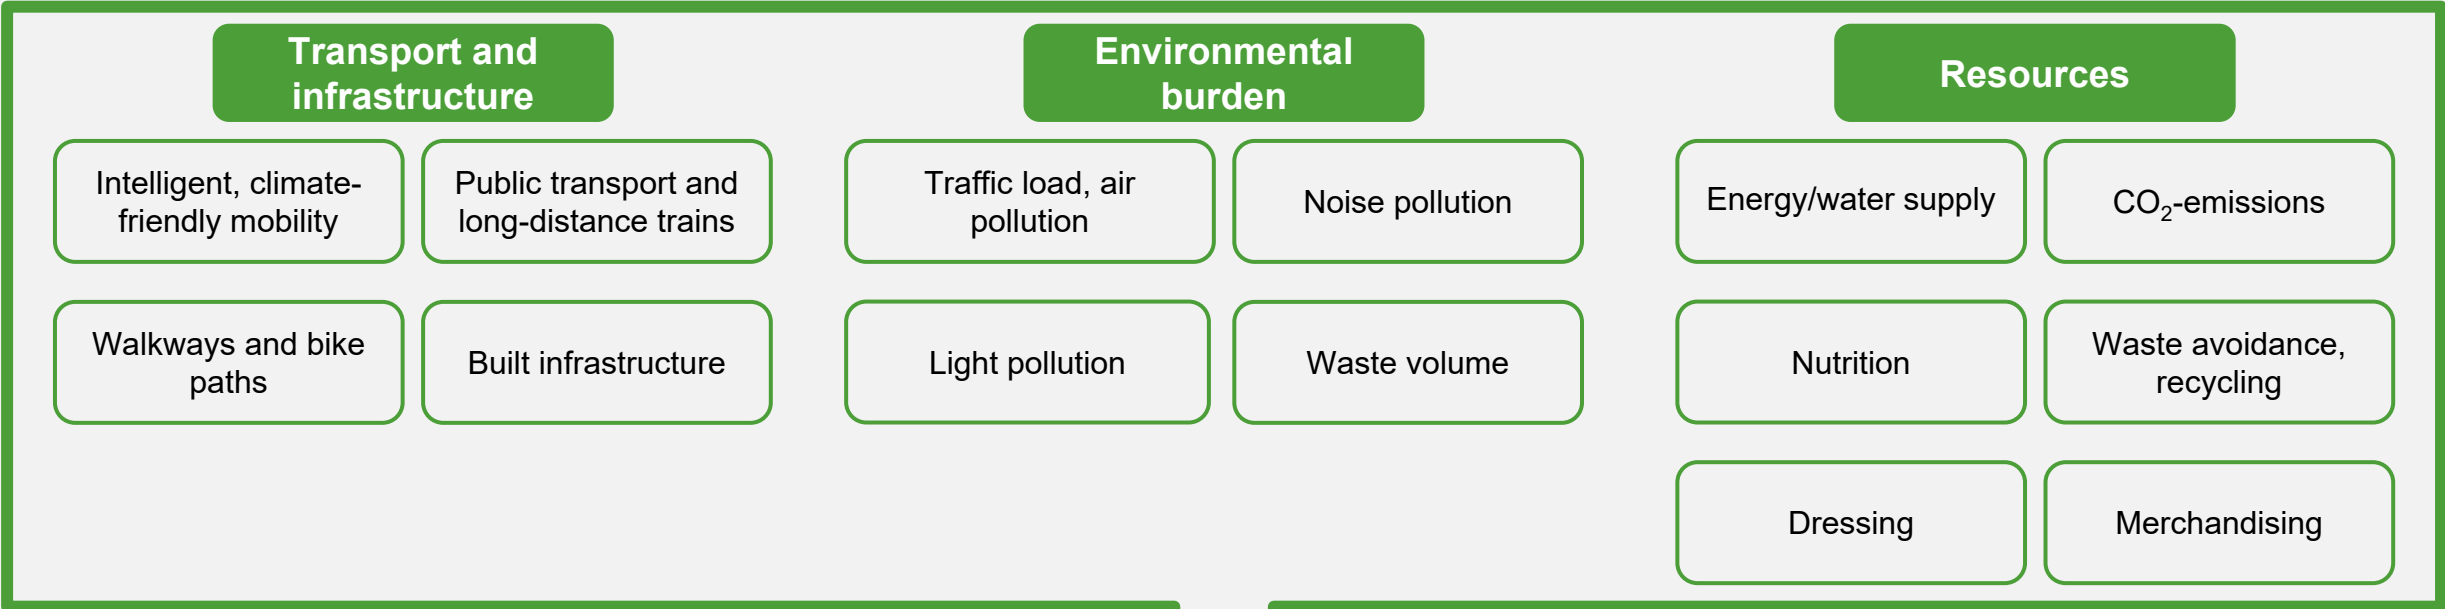 Transport and
infrastructure
Intelligent, climate-
friendly mobility
Public transport and
long-distance trains
Walkways and bike
paths
Built infrastructure
Environmental
burden
Traffic load, air
pollution
Noise pollution
Light pollution
Waste volume
Resources
Energy/water supply
CO₂-emissions
Nutrition
Waste avoidance,
recycling
Dressing
Merchandising